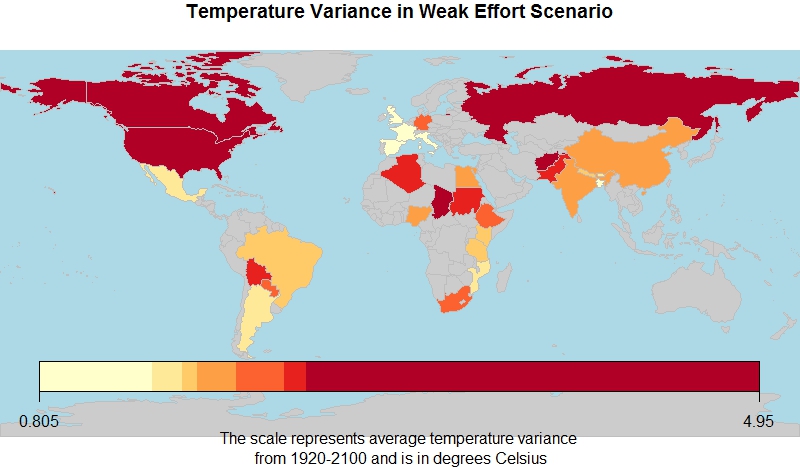 Temperature Variance in Weak Effort Scenario
0.805
4.95
The scale represents average temperature variance
from 1920-2100 and is in degrees Celsius